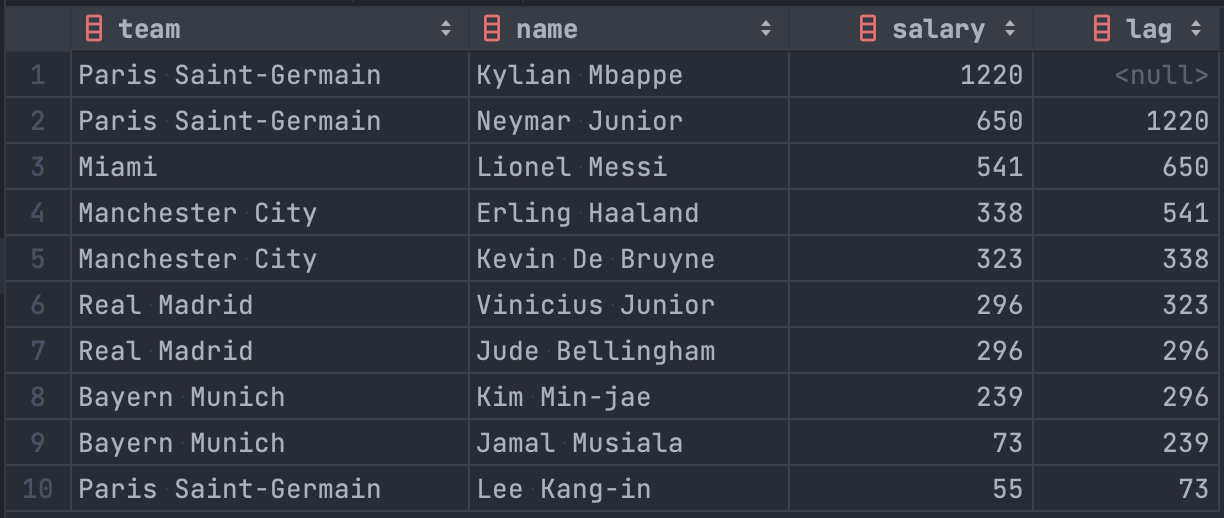 team name salary lag
1 Paris Saint-Germain Kylian Mbappe 1220 <null>
2 Paris Saint-Germain Neymar Junior 650 1220
3 Miami Lionel Messi 541 650
4 Manchester City Erling Haaland 338 541
5 Manchester City Kevin De Bruyne 323 338
6 Real Madrid Vinicius Junior 296 323
7 Real Madrid Jude Bellingham 296 296
8 Bayern Munich Kim Min-jae 239 296
9 Bayern Munich Jamal Musiala 73 239
10 Paris Saint-Germain Lee Kang-in 55 73